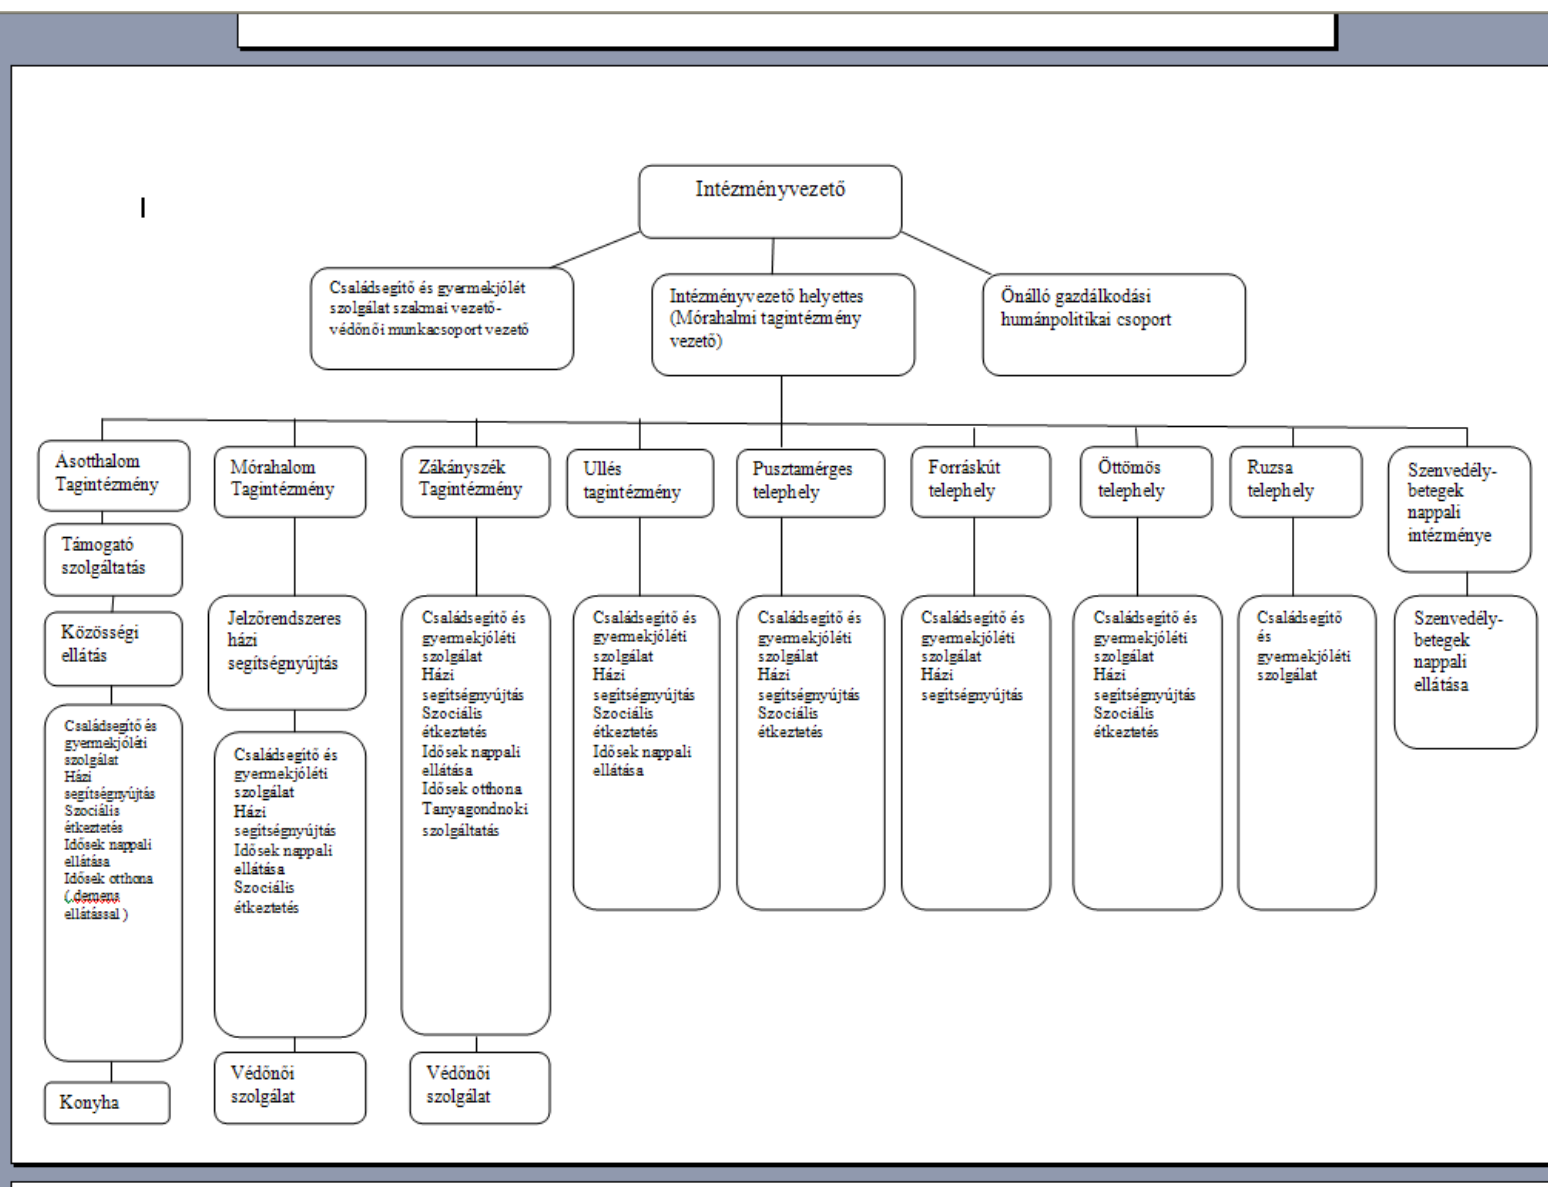 Intézményvezető
Családsegítő és gyermekjólét
szolgálat szakmai vezető-
védőnői munkacsoport vezető
Intézményvezető helyettes
(Mórahalmi tagintézmény
vezető)
Önálló gazdálkodási
humánpolitikai csoport
Asotthalom
Tagintézmény
Mórahalom
Tagintézmény
Zákányszék
Tagintézmény
Ullés
tagintézmény
Pusztamérges
telephely
Forráskút
telephely
Öttömös
telephely
Ruzsa
telephely
Szenvedély-
betegek
nappali
intézménye
Támogató
szolgáltatás
Közösségi
ellátás
Családsegítő és
gyermekjóléti
szolgálat
Házi
segítségnyújtás
Szociális
étkeztetés
Idősek nappali
ellátása
Idősek otthona
( demens
ellátással )
Konyha
Jelzőrendszeres
házi
segítségnyújtás
Családsegítő és
gyermekjóléti
szolgálat
Házi
segítségnyújtás
Idősek nappali
ellátása
Szociális
étkeztetés
Védőnői
szolgálat
Családsegítő és
gyermekjóléti
szolgálat
Házi
segítségnyújtás
Szociális
étkeztetés
Idősek nappali
ellátása
Idősek otthona
Tanyagondnoki
szolgáltatás
Védőnői
szolgálat
Családsegítő és
gyermekjóléti
szolgálat
Házi
segítségnyújtás
Szociális
étkeztetés
Idősek nappali
ellátása
Családsegítő és
gyermekjóléti
szolgálat
Házi
segítségnyújtás
Szociális
étkeztetés
Családsegítő és
gyermekjóléti
szolgálat
Házi
segítségnyújtás
Családsegítő és
gyermekjóléti
szolgálat
Házi
segítségnyújtás
Szociális
étkeztetés
Családsegítő
és
gyermekjóléti
szolgálat
Szenvedély-
betegek
nappali
ellátása